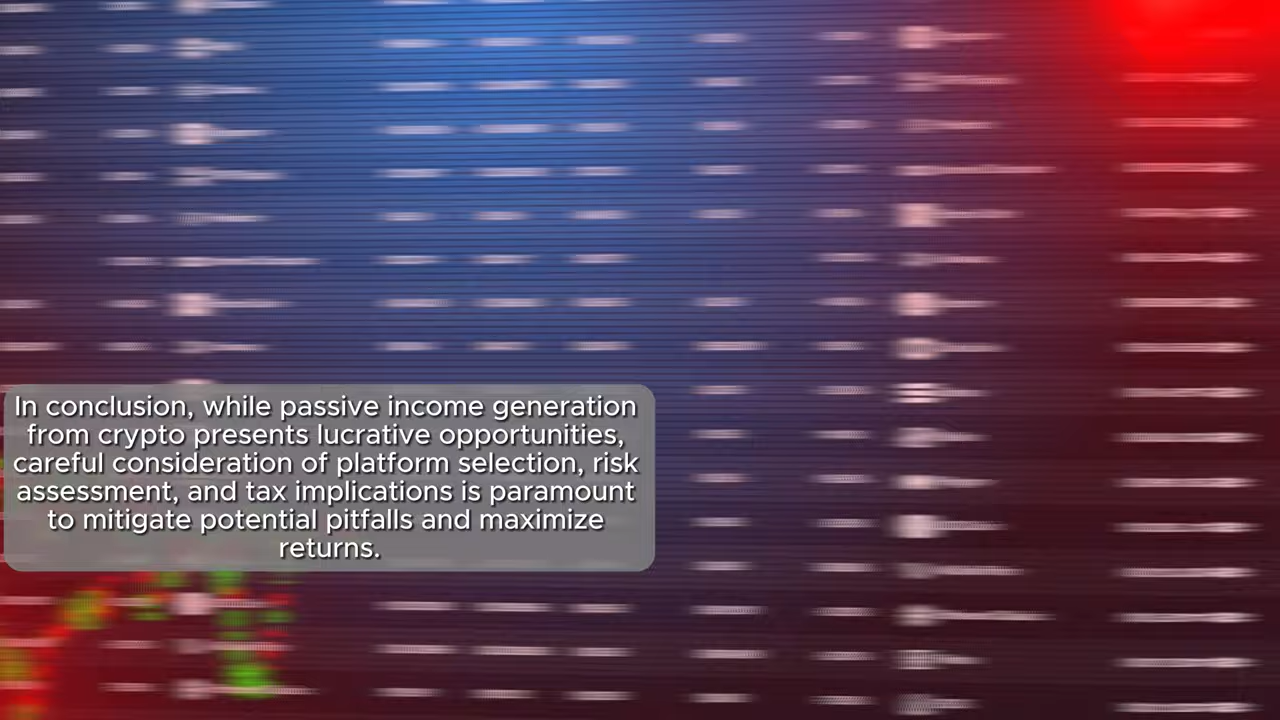 In conclusion, while passive income generation
from crypto presents lucrative opportunities,
careful consideration of platform selection, risk
assessment, and tax implications is paramount
to mitigate potential pitfalls and maximize
returns.